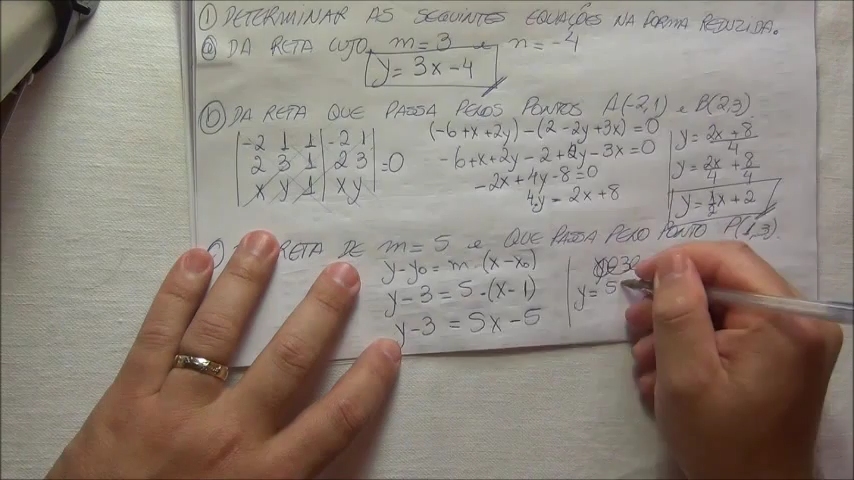 ① DETERMINAR AS SEGUINTES EQUAÇÕES NA FORMA REDUZIDA.
ⓐ DA RETA CUJO m = 3 e n = -4
y = 3x - 4
ⓑ DA RETA QUE PASSA PELOS PONTOS A(-2,1) e B(2,3).
-2 1 1 -2 1
2 3 1 2 3 = 0
x y 1 x y
(-6+x+2y) - (2-2y+3x) = 0
-6+x+2y-2+2y-3x = 0
-2x+4y-8 = 0
4y = 2x+8
y = 2x+8/4
y = 2x/4 + 8/4
y = 1/2x + 2
RETA DE m = 5 e QUE PASSA PELO PONTO P(1,3).
y-y₀ = m.(x-x₀)
y-3 = 5.(x-1)
y-3 = 5x-5
y = 5